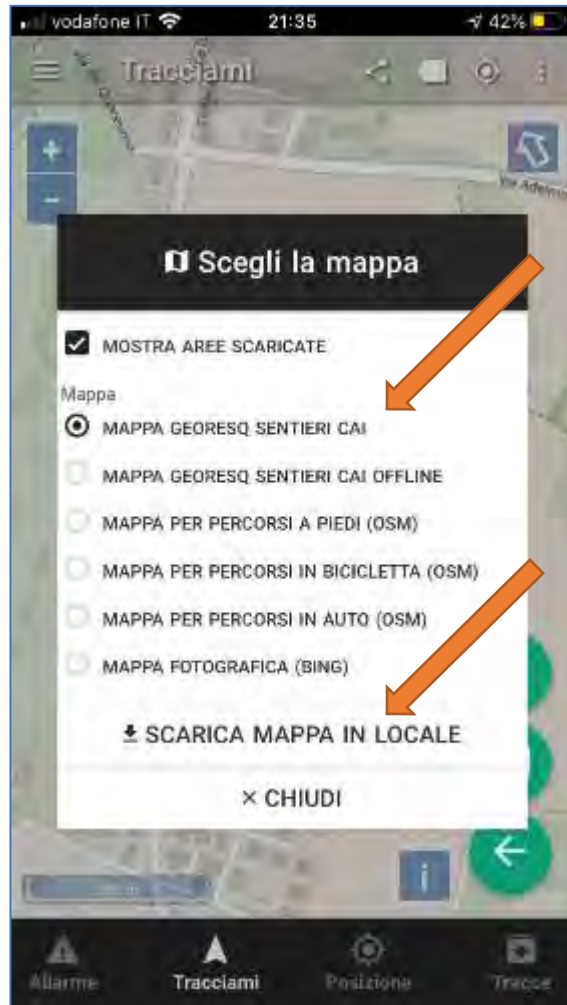 vodafone IT 21:35 42%
Tracciami
Scegli la mappa
MOSTRA AREE SCARICATE
Mappa
MAPPA GEORESQ SENTIERI CAI
MAPPA GEORESQ SENTIERI CAI OFFLINE
MAPPA PER PERCORSI A PIEDI (OSM)
MAPPA PER PERCORSI IN BICICLETTA (OSM)
MAPPA PER PERCORSI IN AUTO (OSM)
MAPPA FOTOGRAFICA (BING)
SCARICA MAPPA IN LOCALE
× CHIUDI
i
Allarme Tracciami Posizione Tracce